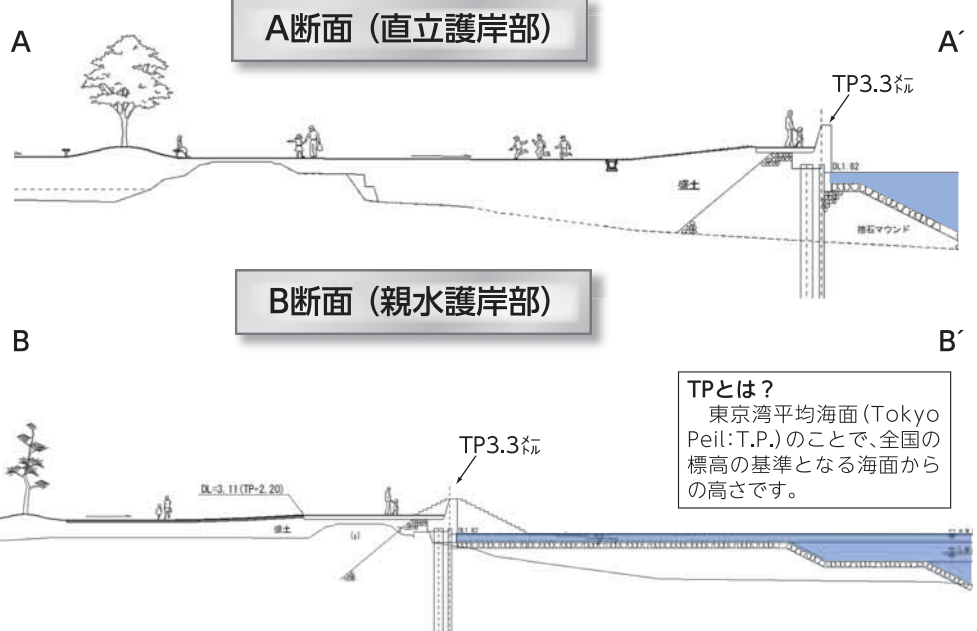 A断面（直立護岸部）
A
A´
TP3.3メートル
DL1.82
盛土
捨石マウンド
B断面（親水護岸部）
B
B´
TPとは？
東京湾平均海面（Tokyo
Peil：T.P.）のことで、全国の
標高の基準となる海面から
の高さです。
TP3.3メートル
DL=3.11(TP+2.20)
盛土
DL1.82